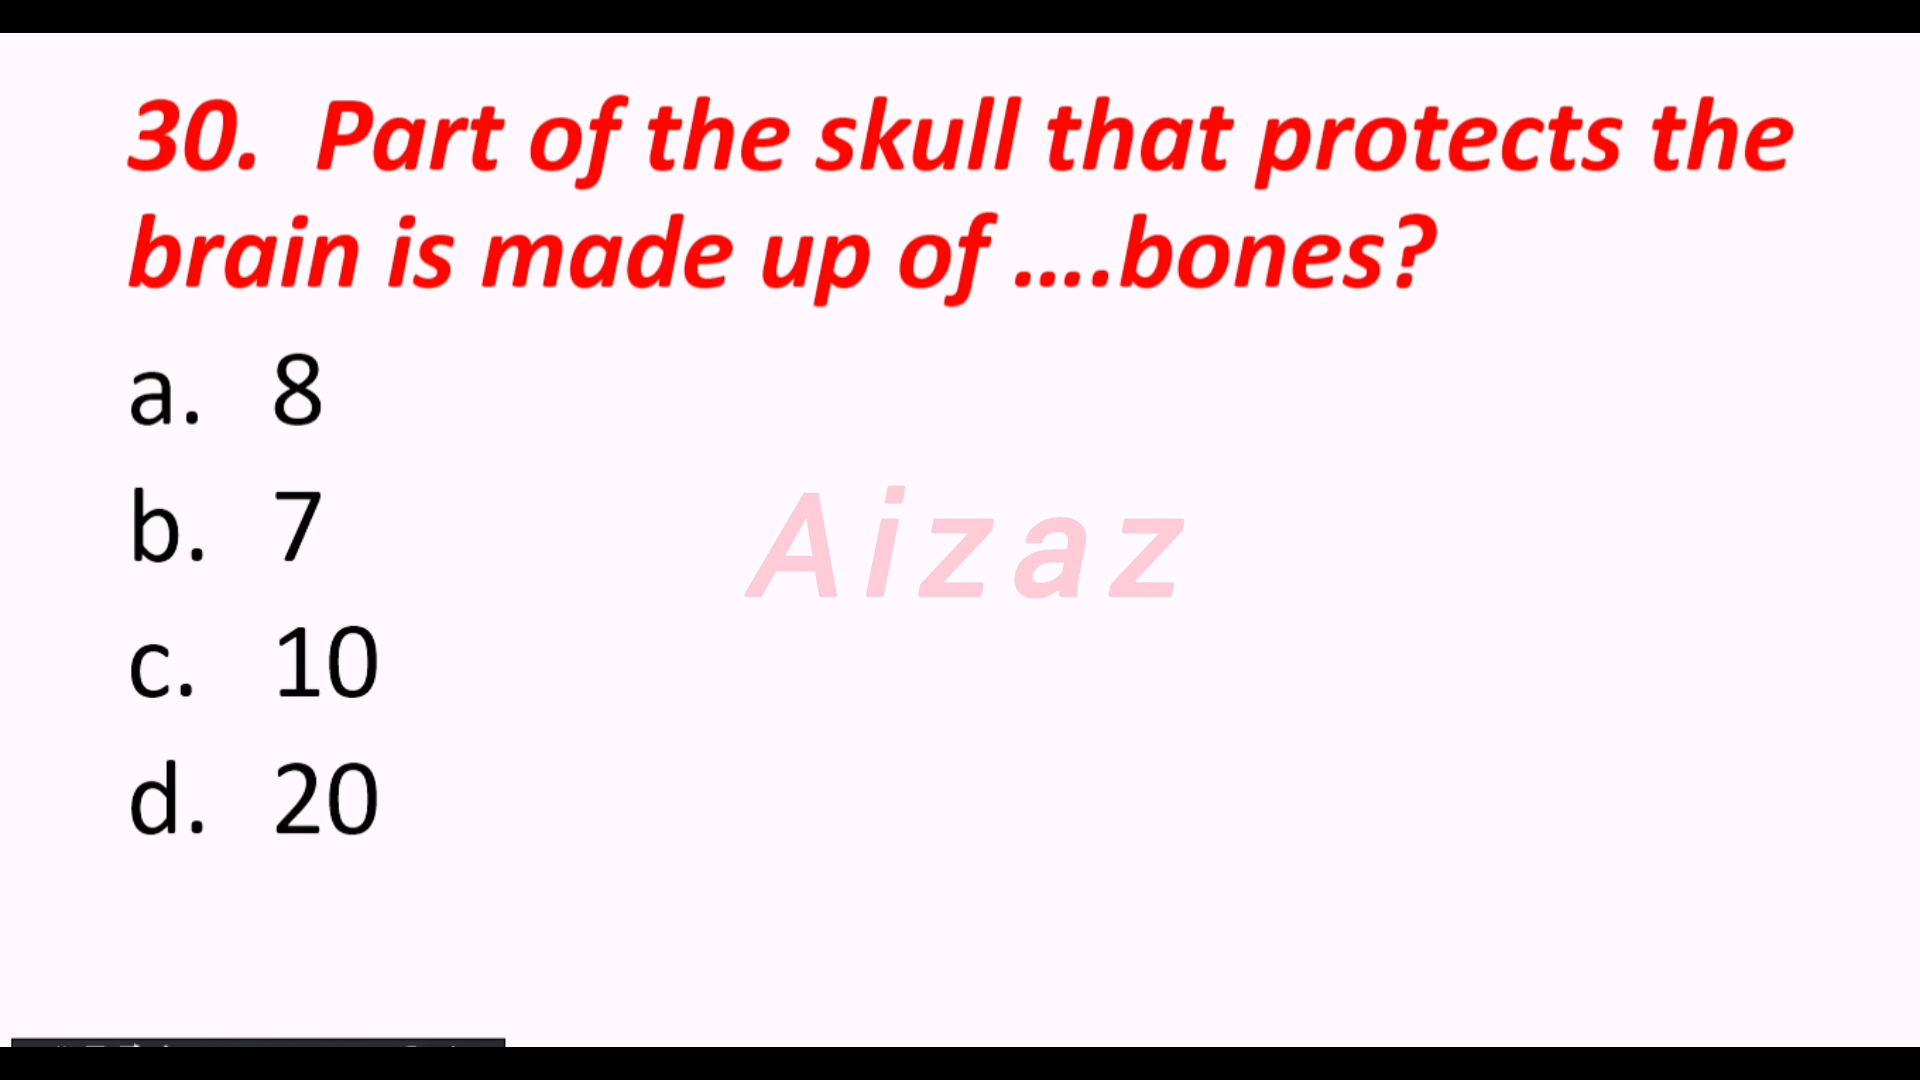 30. Part of the skull that protects the
brain is made up of ....bones?
a. 8
b. 7
Aizaz
c. 10
d. 20